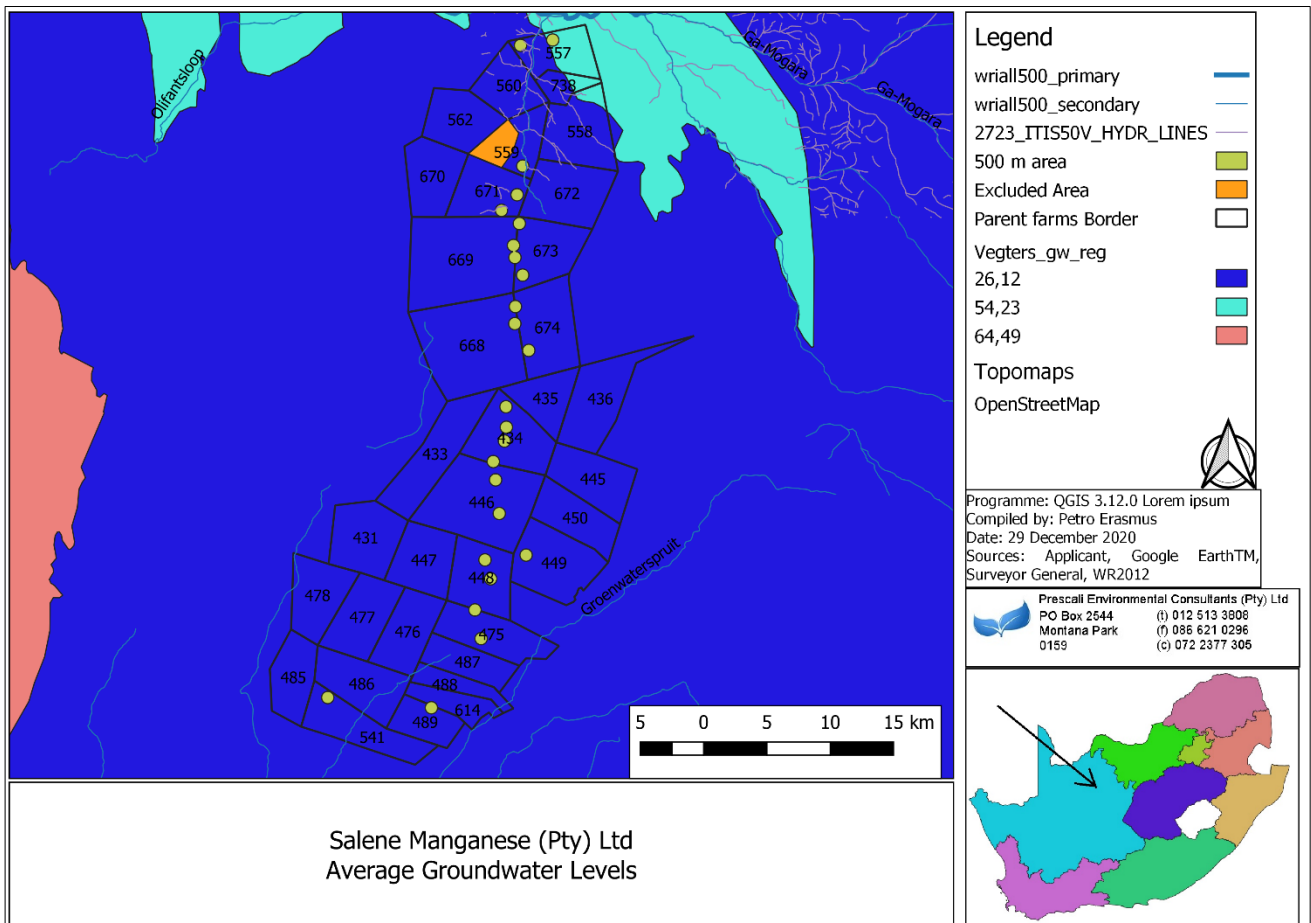 Olifantsloop
Ga-Mogara
Ga-Mogara
557
560
738
562
558
559
670
671
672
669
673
668
674
435
436
434
433
445
446
450
431
447
449
448
Groenwaterspruit
478
477
476
475
487
485
486
488
614
489
541
5 0 5 10 15 km
Salene Manganese (Pty) Ltd
Average Groundwater Levels
Legend
wriall500_primary
wriall500_secondary
2723_ITIS50V_HYDR_LINES
500 m area
Excluded Area
Parent farms Border
Vegters_gw_reg
26,12
54,23
64,49
Topomaps
OpenStreetMap
Programme: QGIS 3.12.0 Lorem ipsum
Compiled by: Petro Erasmus
Date: 29 December 2020
Sources: Applicant, Google EarthTM,
Surveyor General, WR2012
Prescali Environmental Consultants (Pty) Ltd
PO Box 2544 (t) 012 513 3808
Montana Park (f) 086 621 0296
0159 (c) 072 2377 305